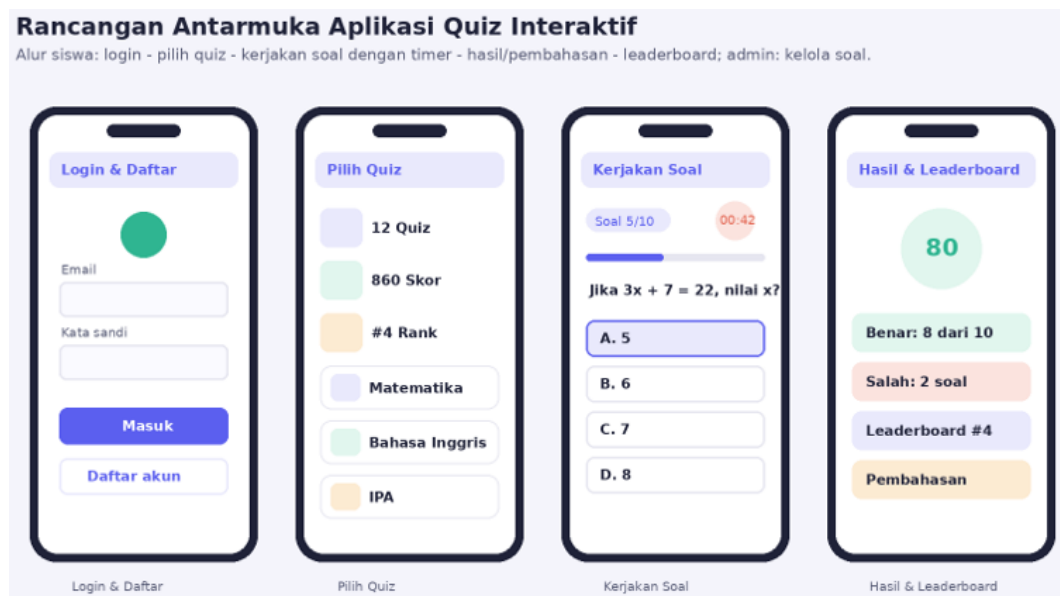 Rancangan Antarmuka Aplikasi Quiz Interaktif
Alur siswa: login - pilih quiz - kerjakan soal dengan timer - hasil/pembahasan - leaderboard; admin: kelola soal.
Login & Daftar
Email
Kata sandi
Masuk
Daftar akun
Login & Daftar
Pilih Quiz
12 Quiz
860 Skor
#4 Rank
Matematika
Bahasa Inggris
IPA
Pilih Quiz
Kerjakan Soal
Soal 5/10
00:42
Jika 3x + 7 = 22, nilai x?
A. 5
B. 6
C. 7
D. 8
Kerjakan Soal
Hasil & Leaderboard
80
Benar: 8 dari 10
Salah: 2 soal
Leaderboard #4
Pembahasan
Hasil & Leaderboard